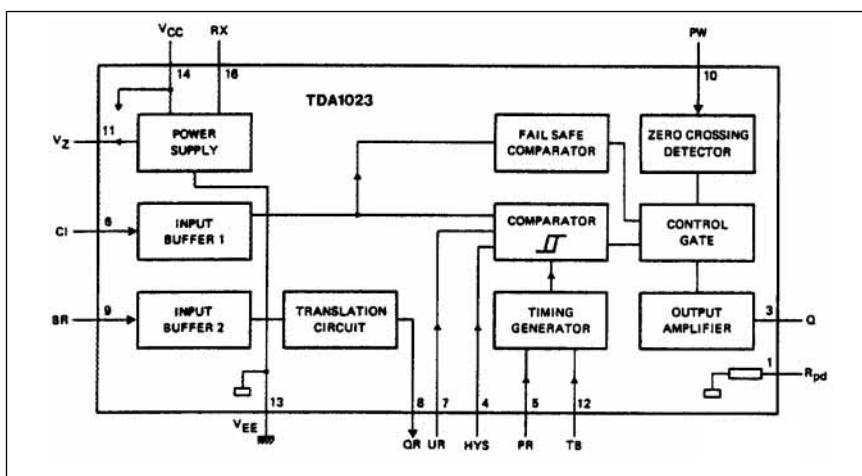 VCC RX PW
14 16 10
TDA1023
11
VZ
POWER
SUPPLY
FAIL SAFE
COMPARATOR
ZERO CROSSING
DETECTOR
6
CI
INPUT
BUFFER 1
COMPARATOR
CONTROL
GATE
9
BR
INPUT
BUFFER 2
TRANSLATION
CIRCUIT
TIMING
GENERATOR
OUTPUT
AMPLIFIER
3
Q
1
Rpd
13 8 7 4 5 12
VEE QR UR HYS PR TB